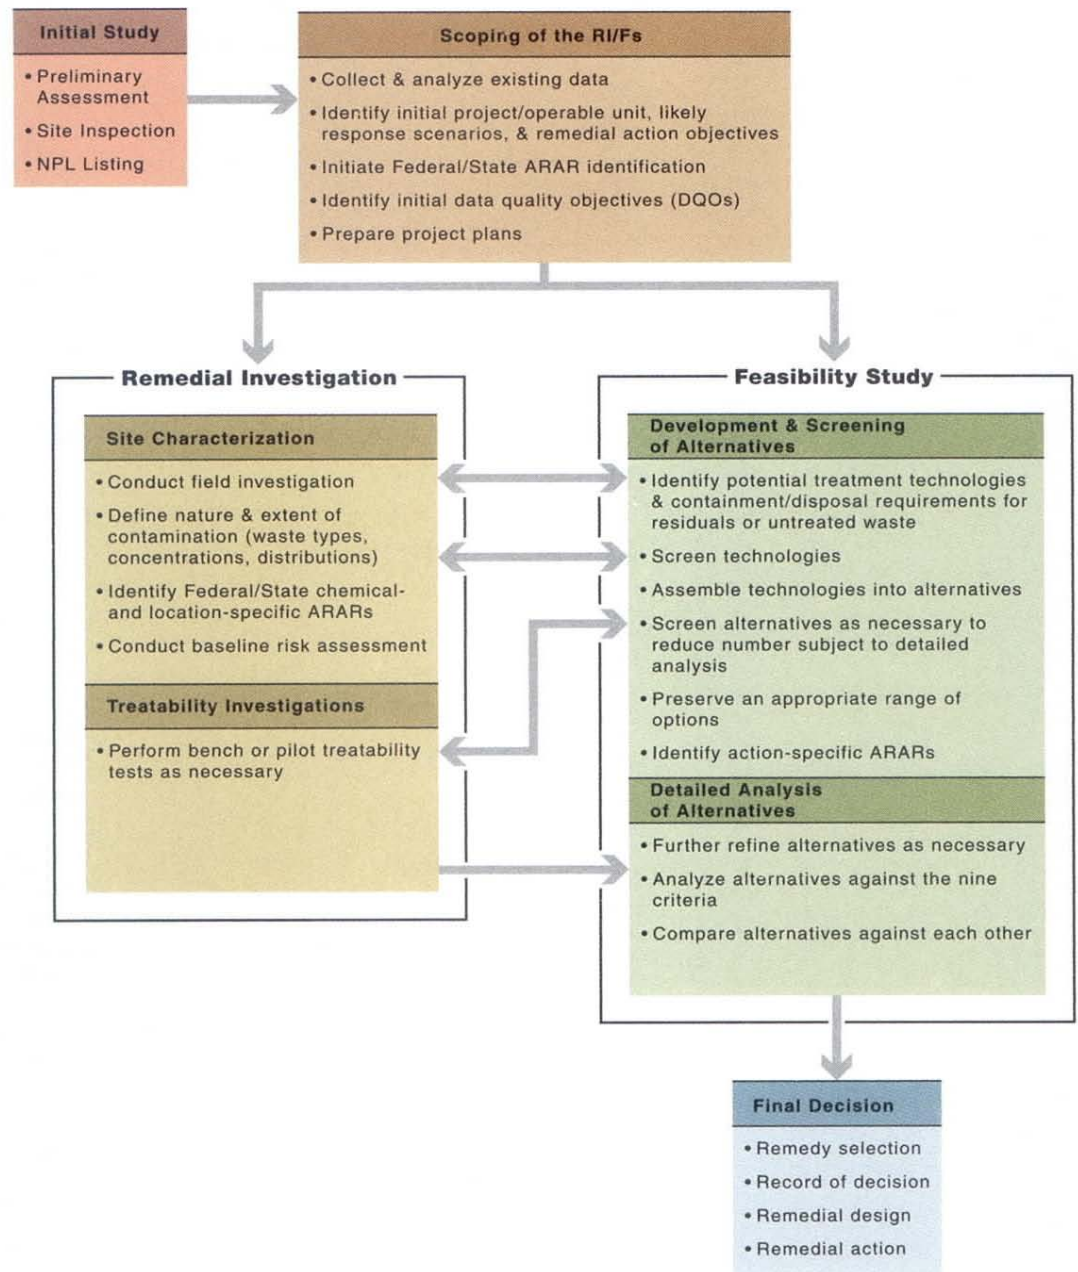 Initial Study
• Preliminary
Assessment
• Site Inspection
• NPL Listing
Scoping of the RI/Fs
• Collect & analyze existing data
• Identify initial project/operable unit, likely
response scenarios, & remedial action objectives
• Initiate Federal/State ARAR identification
• Identify initial data quality objectives (DQOs)
• Prepare project plans
Remedial Investigation
Site Characterization
• Conduct field investigation
• Define nature & extent of
contamination (waste types,
concentrations, distributions)
• Identify Federal/State chemical-
and location-specific ARARs
• Conduct baseline risk assessment
Treatability Investigations
• Perform bench or pilot treatability
tests as necessary
Feasibility Study
Development & Screening
of Alternatives
• Identify potential treatment technologies
& containment/disposal requirements for
residuals or untreated waste
• Screen technologies
• Assemble technologies into alternatives
• Screen alternatives as necessary to
reduce number subject to detailed
analysis
• Preserve an appropriate range of
options
• Identify action-specific ARARs
Detailed Analysis
of Alternatives
• Further refine alternatives as necessary
• Analyze alternatives against the nine
criteria
• Compare alternatives against each other
Final Decision
• Remedy selection
• Record of decision
• Remedial design
• Remedial action